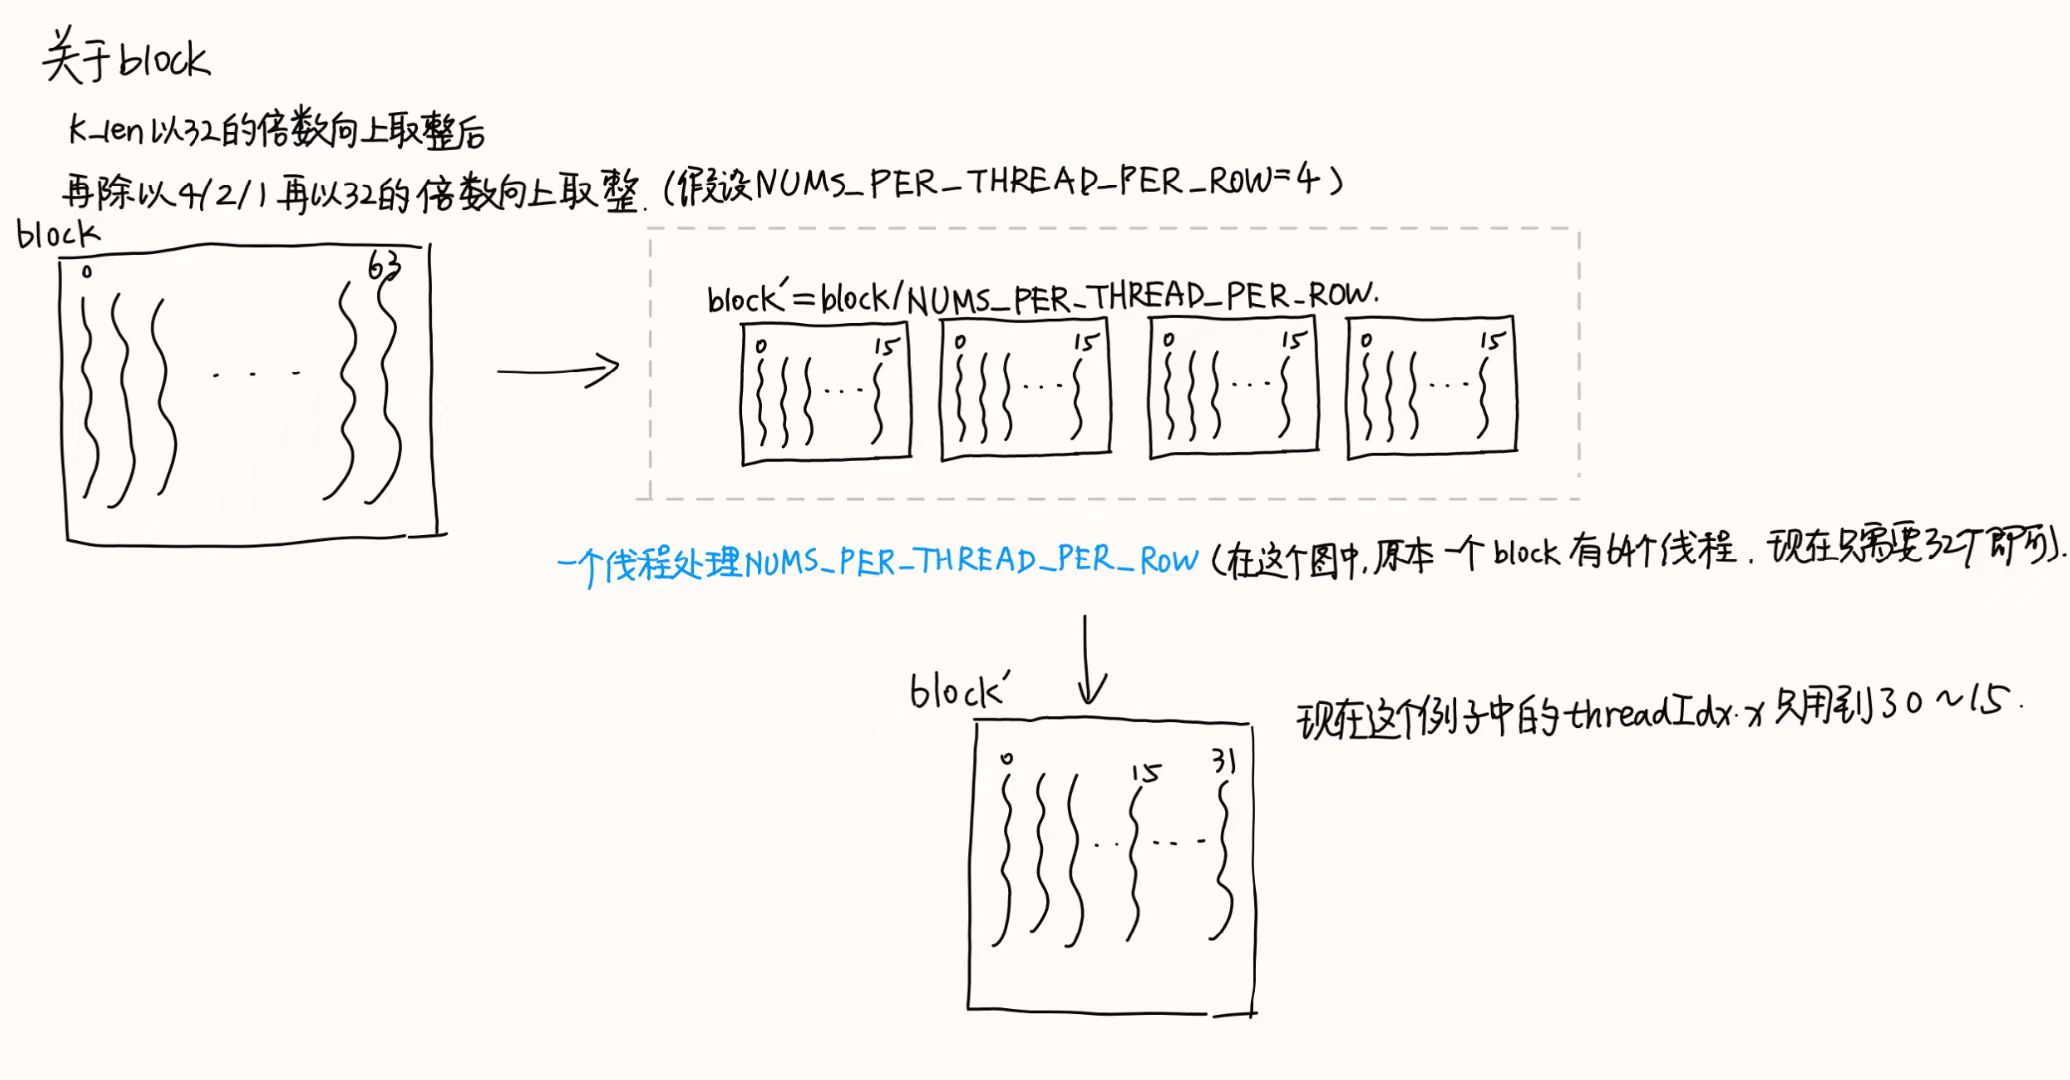 关于block
K_len以32的倍数向上取整后
再除以4/2/1再以32的倍数向上取整.(假设NUMS_PER_THREAD_PER_ROW=4)
block
0 63
block′=block/NUMS_PER_THREAD_PER_ROW.
0 15 0 15 0 15 0 15
一个线程处理NUMS_PER_THREAD_PER_ROW(在这个图中,原本一个block有64个线程.现在只需要32个即可).
block′
现在这个例子中的threadIdx.x只用到了0~15.
0 15 31